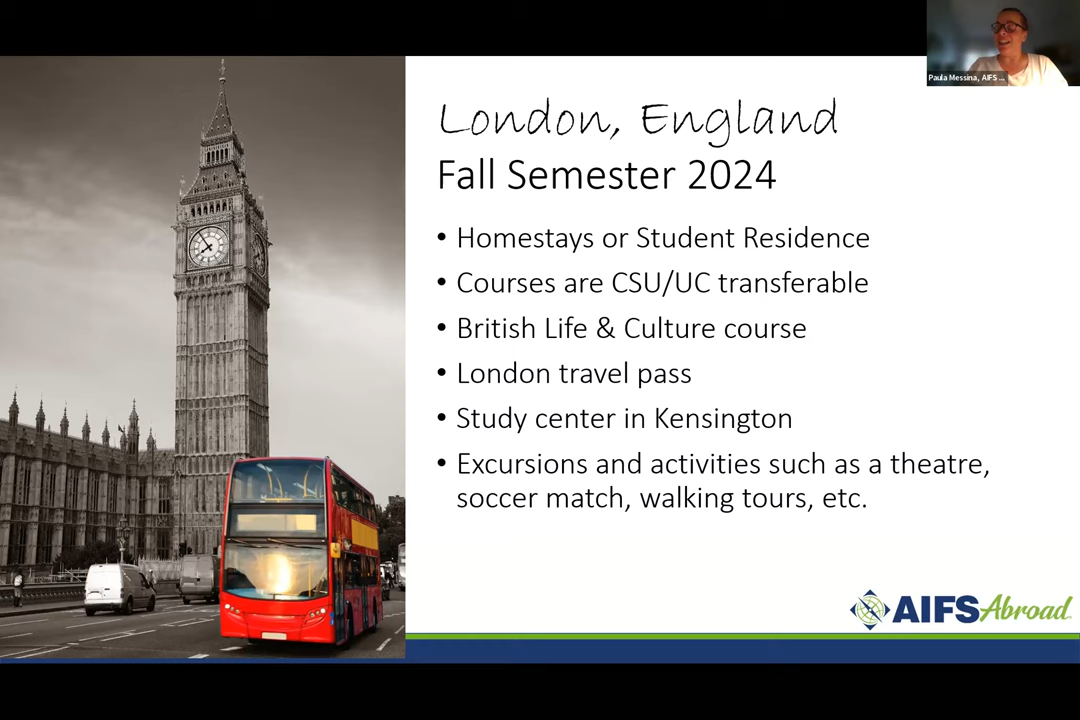 Paula Messina, AIFS ...
London, England
Fall Semester 2024
• Homestays or Student Residence
• Courses are CSU/UC transferable
• British Life & Culture course
• London travel pass
• Study center in Kensington
• Excursions and activities such as a theatre,
soccer match, walking tours, etc.
AIFS Abroad